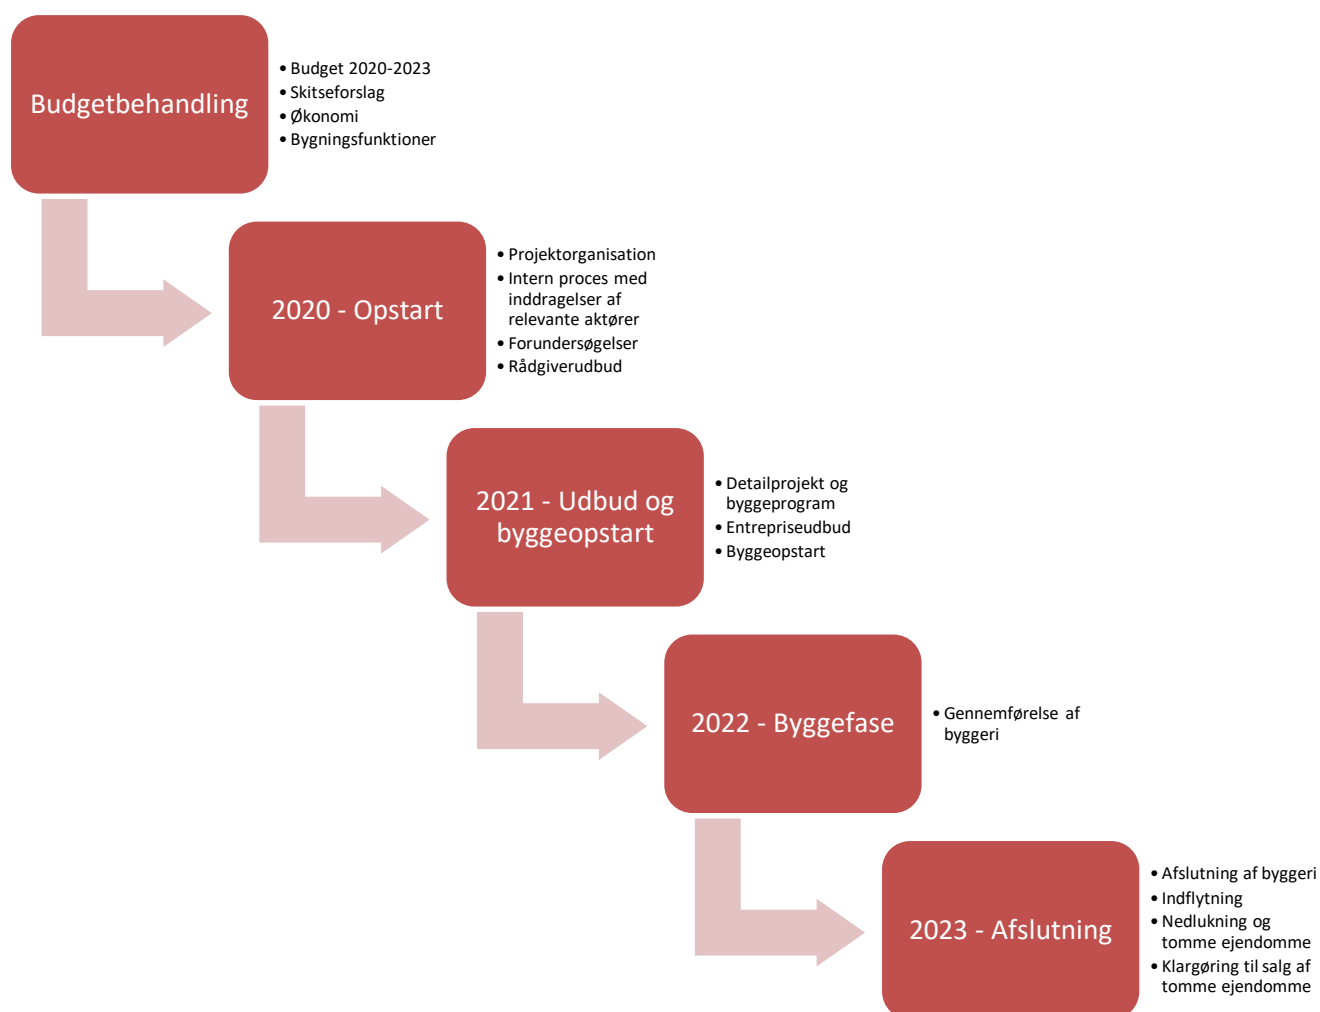 Budgetbehandling
• Budget 2020-2023
• Skitseforslag
• Økonomi
• Bygningsfunktioner
2020 - Opstart
• Projektorganisation
• Intern proces med
inddragelser af
relevante aktører
• Forundersøgelser
• Rådgiverudbud
2021 - Udbud og
byggeopstart
• Detailprojekt og
byggeprogram
• Entrepriseudbud
• Byggeopstart
2022 - Byggefase
• Gennemførelse af
byggeri
2023 - Afslutning
• Afslutning af byggeri
• Indflytning
• Nedlukning og
tomme ejendomme
• Klargøring til salg af
tomme ejendomme